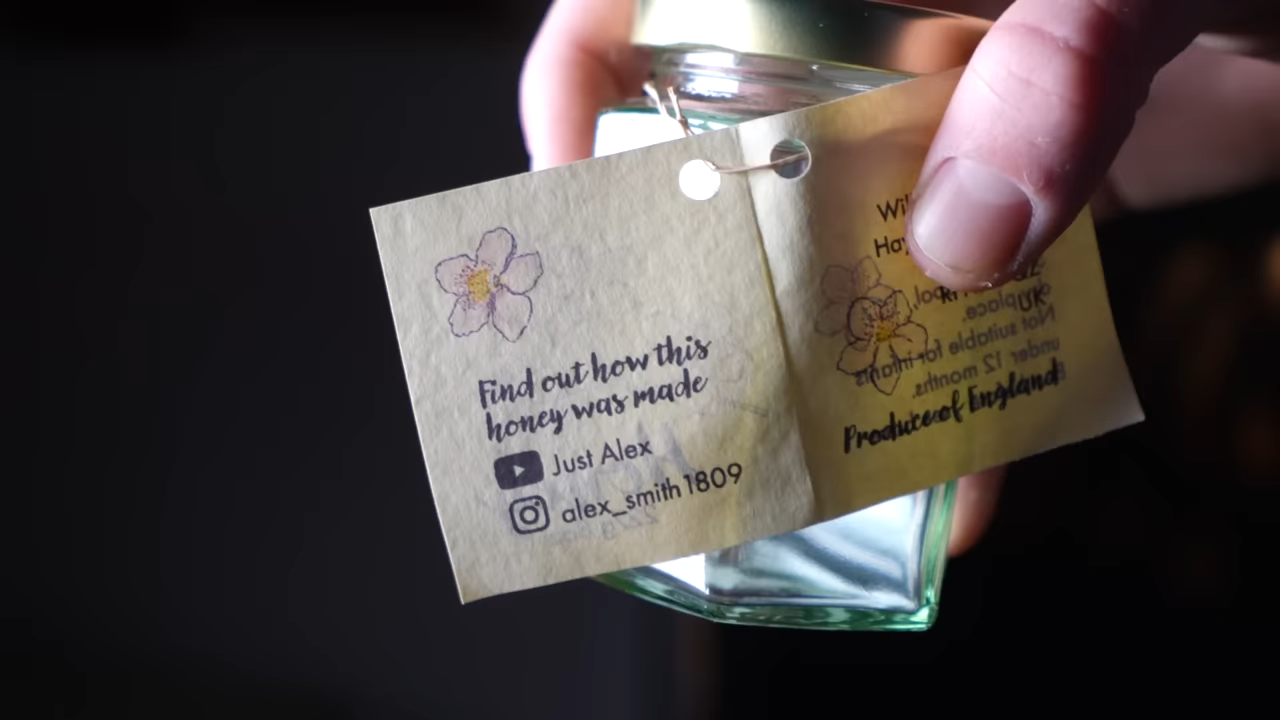 Find out how this
honey was made
Just Alex
alex_smith1809
UK
Produce of England
Not suitable for infants
under 12 months.